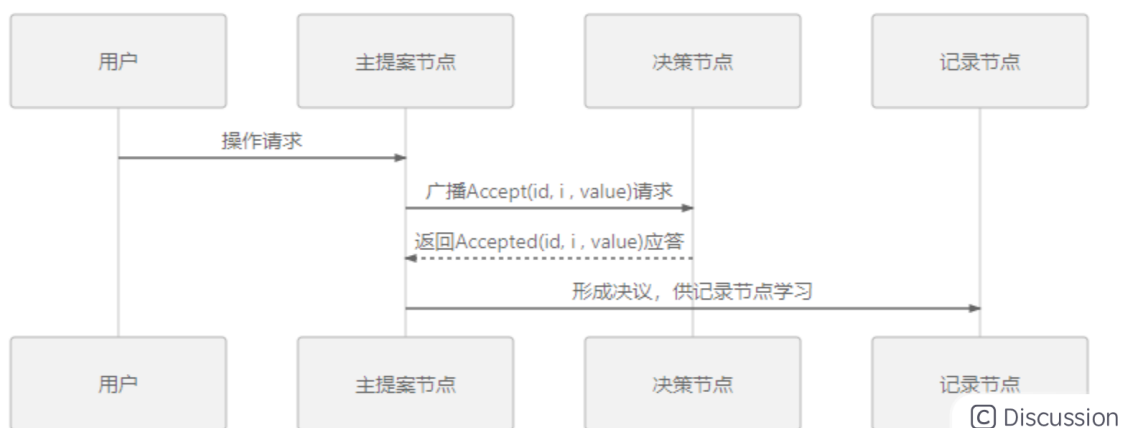 用户 主提案节点 决策节点 记录节点
操作请求
广播Accept(id, i , value)请求
返回Accepted(id, i , value)应答
形成决议，供记录节点学习
用户 主提案节点 决策节点 记录节点
C Discussion